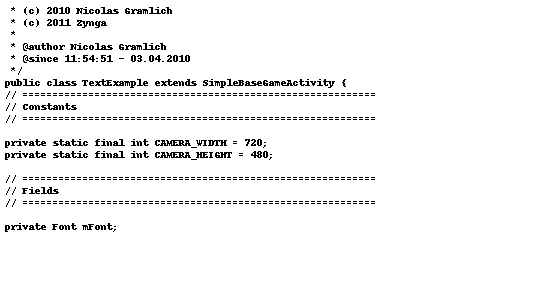 * (c) 2010 Nicolas Gramlich
* (c) 2011 Zynga
*
* @author Nicolas Gramlich
* @since 11:54:51 - 03.04.2010
*/
public class TextExample extends SimpleBaseGameActivity {
// ===========================================================
// Constants
// ===========================================================
private static final int CAMERA_WIDTH = 720;
private static final int CAMERA_HEIGHT = 480;
// ===========================================================
// Fields
// ===========================================================
private Font mFont;